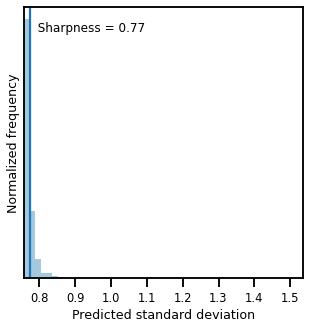 Sharpness = 0.77
Normalized frequency
0.8 0.9 1.0 1.1 1.2 1.3 1.4 1.5
Predicted standard deviation